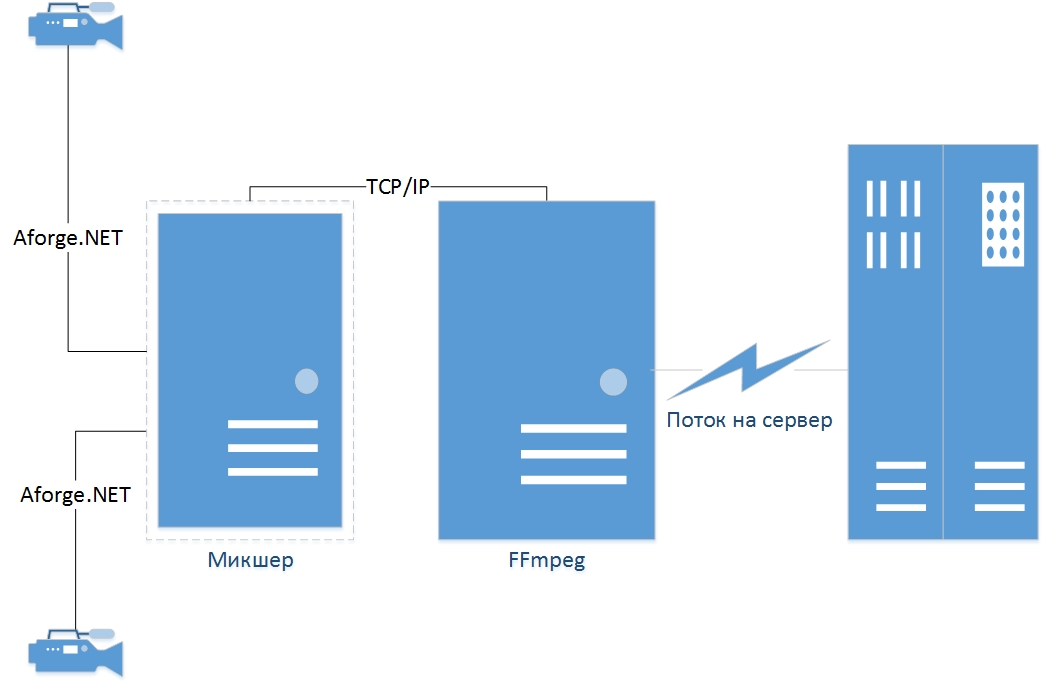 TCP/IP
Aforge.NET
Поток на сервер
Aforge.NET
Микшер
FFmpeg